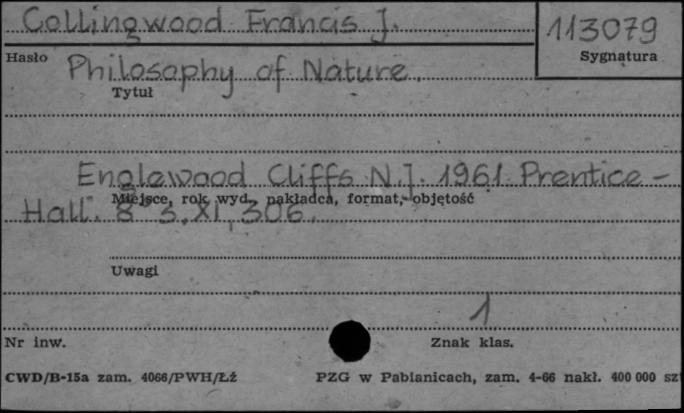 Collingwood Francis J.
113079
Hasło
Sygnatura
Philosophy of Nature.
Tytuł
Englewood Cliffs N.J. 1961 Prentice-
Miejsce, rok wyd., nakładca, format, objętość
Hall. 8° s. XI, 306.
Uwagi
1
Nr inw.
Znak klas.
CWD/B-15a zam. 4066/PWH/Łż
PZG w Pabianicach, zam. 4-66 nakł. 400 000 szt